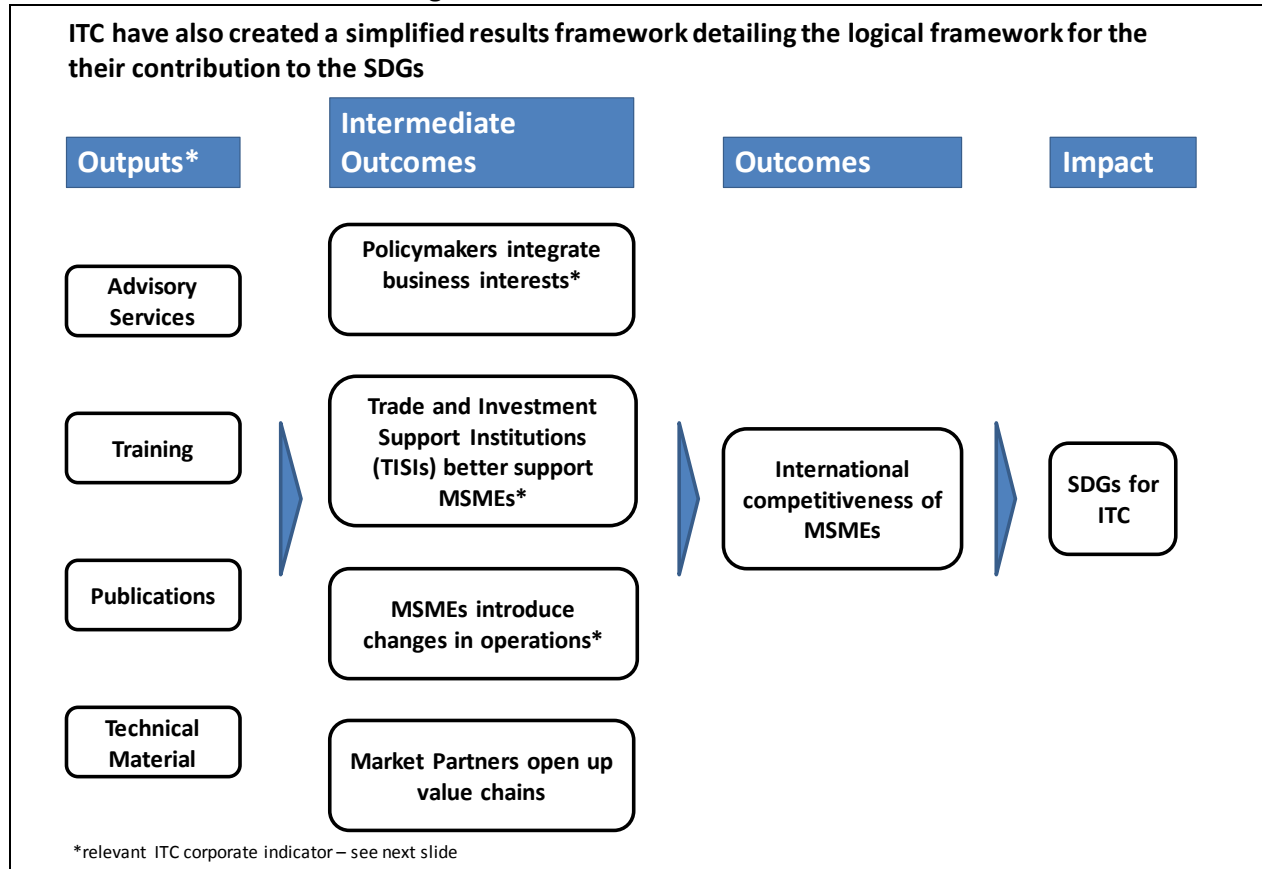 ITC have also created a simplified results framework detailing the logical framework for the
their contribution to the SDGs
Outputs*
Intermediate
Outcomes
Outcomes
Impact
Advisory
Services
Training
Publications
Technical
Material
Policymakers integrate
business interests*
Trade and Investment
Support Institutions
(TISIs) better support
MSMEs*
MSMEs introduce
changes in operations*
Market Partners open up
value chains
International
competitiveness of
MSMEs
SDGs for
ITC
*relevant ITC corporate indicator – see next slide